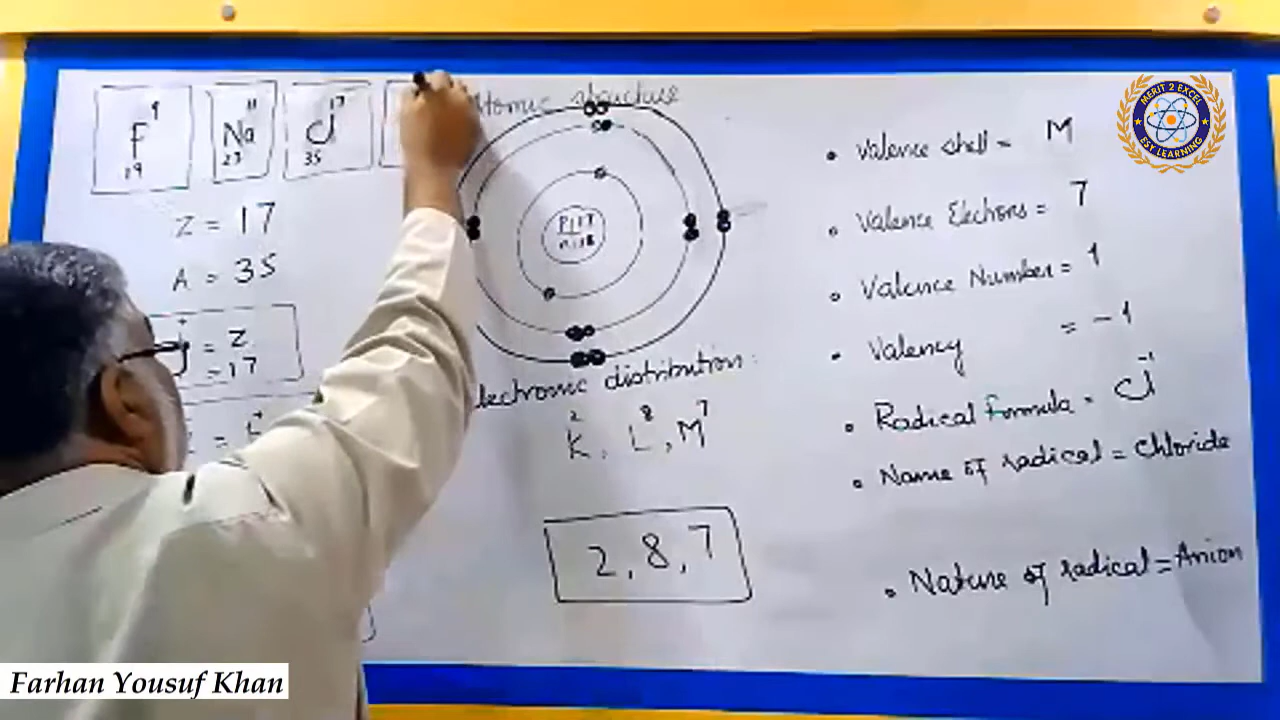 9 11 17
F Na Cl
19 23 35
Atomic structure
Z = 17
A = 35
= Z
= 17
P 17
n 18
Electronic distribution:
2 8 7
K, L, M
2, 8, 7
• Valence shell = M
• Valence Electrons = 7
• Valence Number = 1
• Valency = -1
• Radical Formula = Cl-1
• Name of radical = Chloride
• Nature of radical = Anion
MERIT 2 EXCEL
ESY LEARNING
Farhan Yousuf Khan